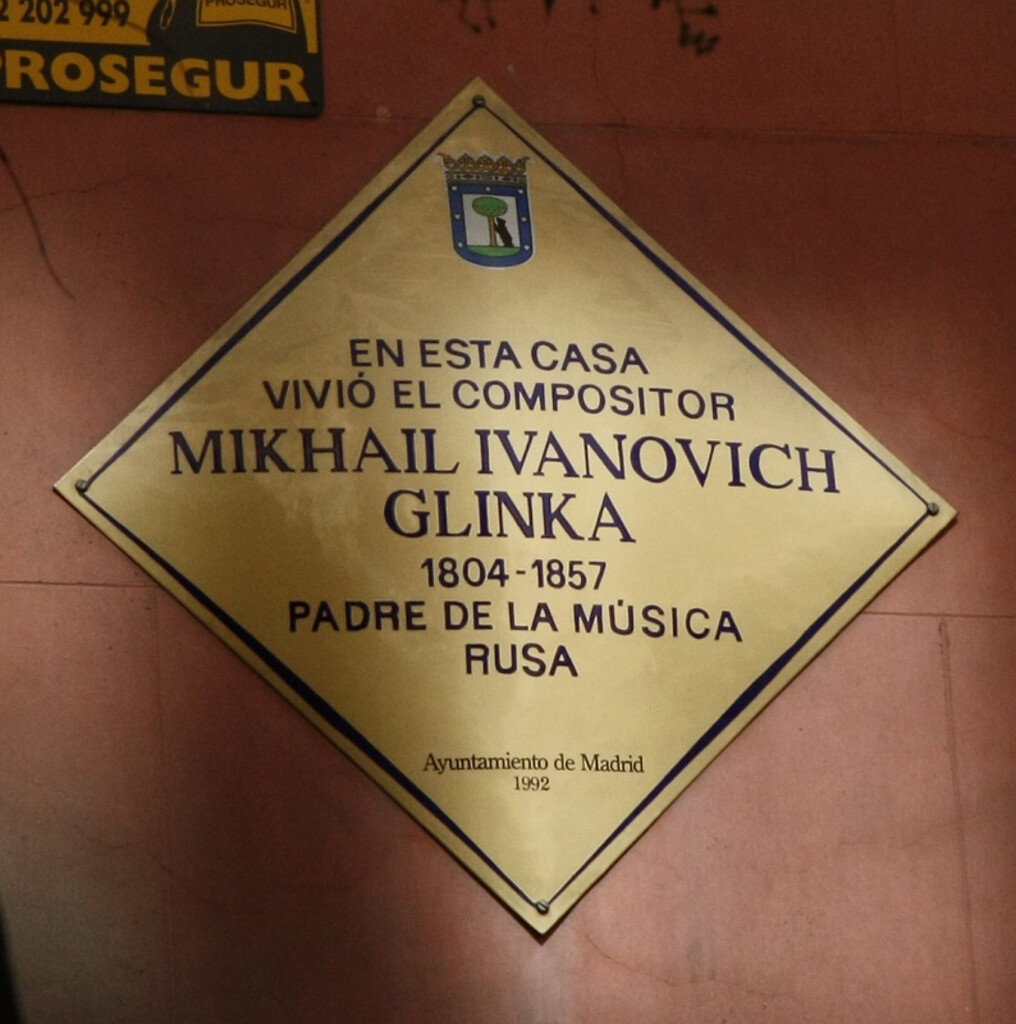 2 202 999
PROSEGUR
PROSEGUR
EN ESTA CASA
VIVIÓ EL COMPOSITOR
MIKHAIL IVANOVICH
GLINKA
1804-1857
PADRE DE LA MÚSICA
RUSA
Ayuntamiento de Madrid
1992